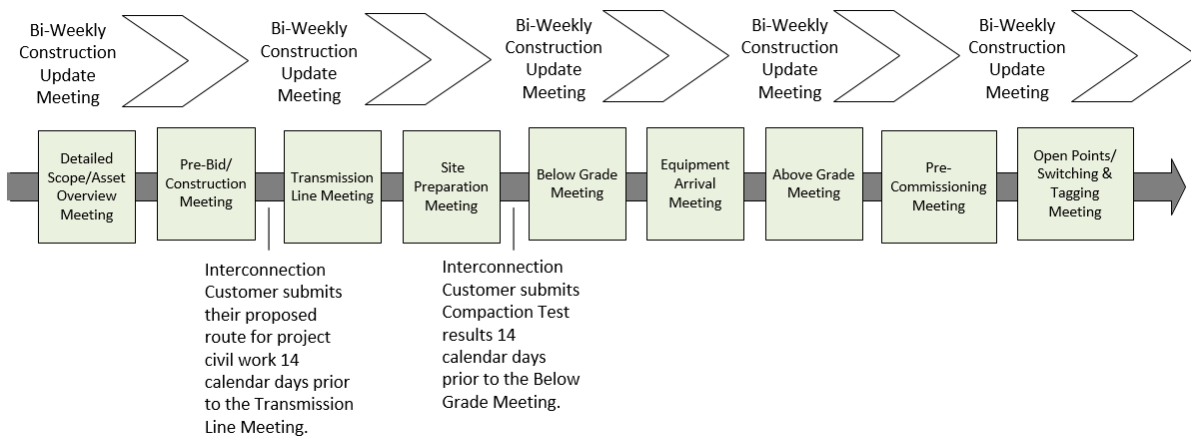 Bi-Weekly
Construction
Update
Meeting
Bi-Weekly
Construction
Update
Meeting
Bi-Weekly
Construction
Update
Meeting
Bi-Weekly
Construction
Update
Meeting
Bi-Weekly
Construction
Update
Meeting
Detailed
Scope/Asset
Overview
Meeting
Pre-Bid/
Construction
Meeting
Transmission
Line Meeting
Site
Preparation
Meeting
Below Grade
Meeting
Equipment
Arrival
Meeting
Above Grade
Meeting
Pre-
Commissioning
Meeting
Open Points/
Switching &
Tagging
Meeting
Interconnection
Customer submits
their proposed
route for project
civil work 14
calendar days prior
to the Transmission
Line Meeting.
Interconnection
Customer submits
Compaction Test
results 14
calendar days
prior to the Below
Grade Meeting.